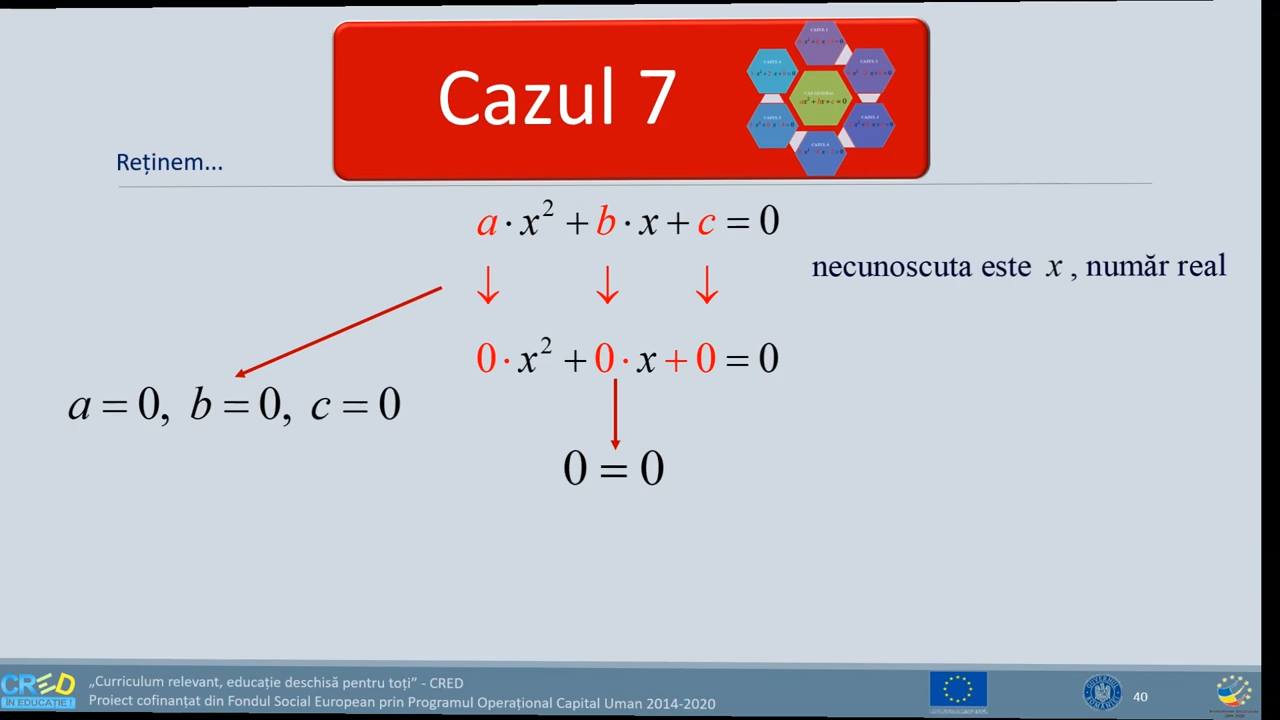 Cazul 7
Reținem...
a · x² + b · x + c = 0
necunoscuta este x , număr real
↓ ↓ ↓
0 · x² + 0 · x + 0 = 0
a = 0, b = 0, c = 0
0 = 0
CRED
ÎN EDUCAȚIE !
„Curriculum relevant, educație deschisă pentru toți” - CRED
Proiect cofinanțat din Fondul Social European prin Programul Operațional Capital Uman 2014-2020
40